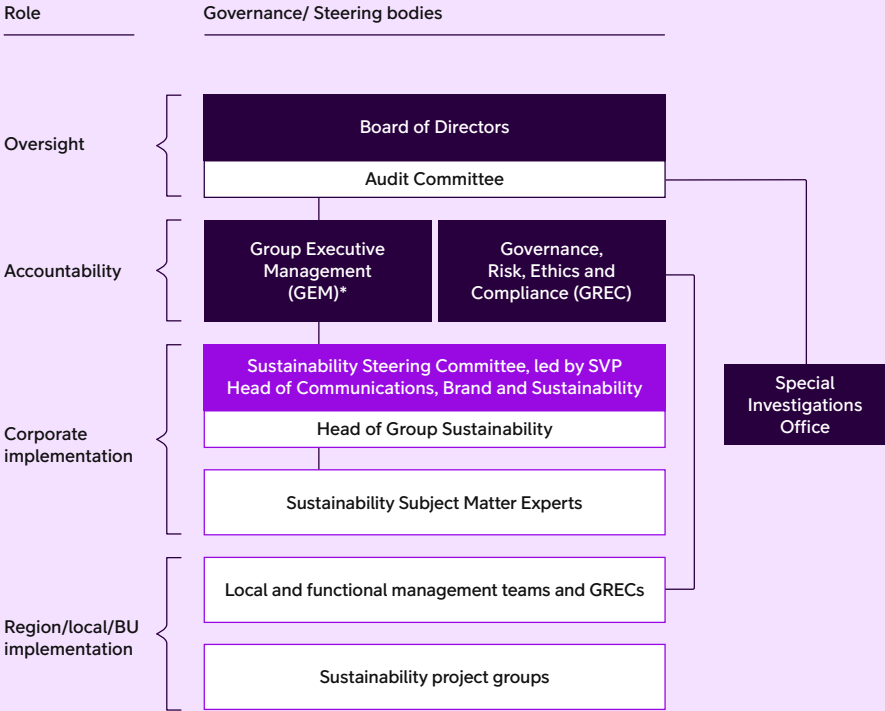 Role
Governance/ Steering bodies
Oversight
Board of Directors
Audit Committee
Accountability
Group Executive
Management
(GEM)*
Governance,
Risk, Ethics and
Compliance (GREC)
Corporate
implementation
Sustainability Steering Committee, led by SVP
Head of Communications, Brand and Sustainability
Head of Group Sustainability
Sustainability Subject Matter Experts
Special
Investigations
Office
Region/local/BU
implementation
Local and functional management teams and GRECs
Sustainability project groups